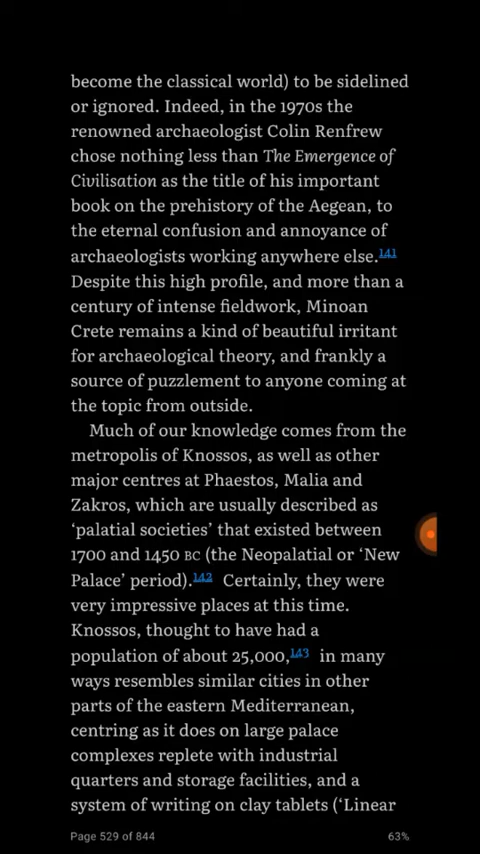 become the classical world) to be sidelined
or ignored. Indeed, in the 1970s the
renowned archaeologist Colin Renfrew
chose nothing less than The Emergence of
Civilisation as the title of his important
book on the prehistory of the Aegean, to
the eternal confusion and annoyance of
archaeologists working anywhere else.141
Despite this high profile, and more than a
century of intense fieldwork, Minoan
Crete remains a kind of beautiful irritant
for archaeological theory, and frankly a
source of puzzlement to anyone coming at
the topic from outside.
Much of our knowledge comes from the
metropolis of Knossos, as well as other
major centres at Phaestos, Malia and
Zakros, which are usually described as
‘palatial societies’ that existed between
1700 and 1450 BC (the Neopalatial or ‘New
Palace’ period).142 Certainly, they were
very impressive places at this time.
Knossos, thought to have had a
population of about 25,000,143 in many
ways resembles similar cities in other
parts of the eastern Mediterranean,
centring as it does on large palace
complexes replete with industrial
quarters and storage facilities, and a
system of writing on clay tablets (‘Linear
Page 529 of 844 63%